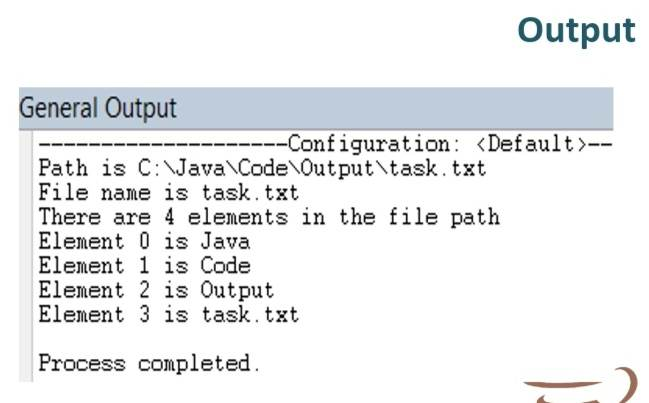 Output
General Output
--------------------Configuration: <Default>--
Path is C:\Java\Code\Output\task.txt
File name is task.txt
There are 4 elements in the file path
Element 0 is Java
Element 1 is Code
Element 2 is Output
Element 3 is task.txt
Process completed.